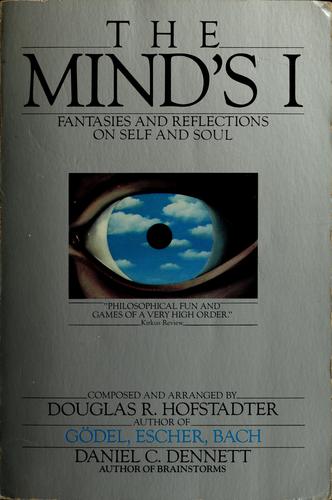 THE
MIND'S I
FANTASIES AND REFLECTIONS
ON SELF AND SOUL
"PHILOSOPHICAL FUN AND
GAMES OF A VERY HIGH ORDER."
Kirkus Review
COMPOSED AND ARRANGED BY
DOUGLAS R. HOFSTADTER
AUTHOR OF
GÖDEL, ESCHER, BACH
DANIEL C. DENNETT
AUTHOR OF BRAINSTORMS